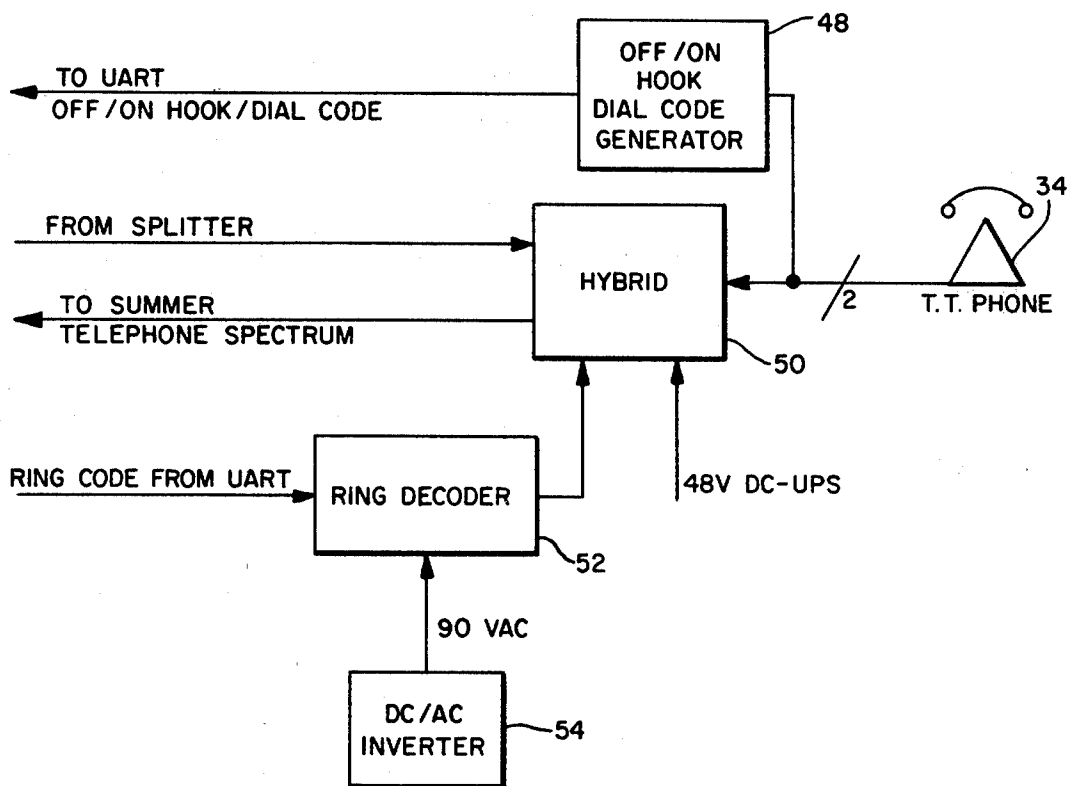 48
OFF/ON
HOOK
DIAL CODE
GENERATOR
TO UART
OFF/ON HOOK/DIAL CODE
34
FROM SPLITTER
HYBRID
2
T.T. PHONE
TO SUMMER
TELEPHONE SPECTRUM
50
RING CODE FROM UART
RING DECODER
48V DC-UPS
52
90 VAC
DC/AC
INVERTER
54